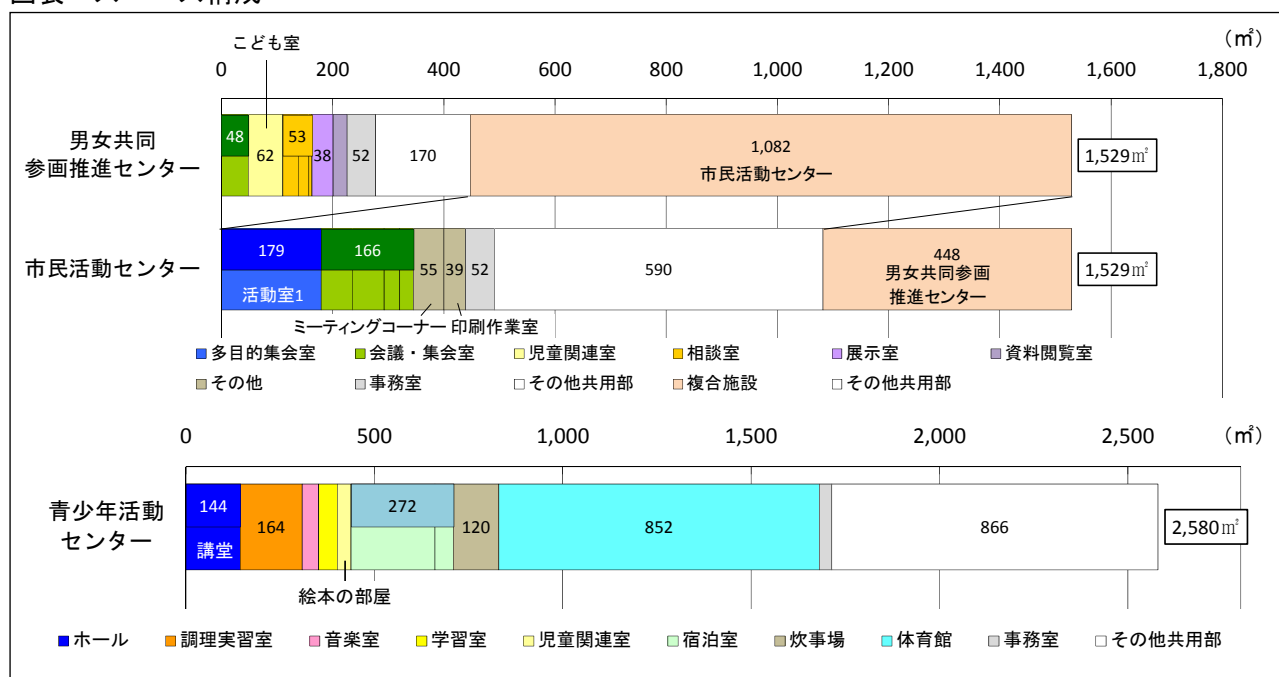 こども室
(㎡)
0 200 400 600 800 1,000 1,200 1,400 1,600 1,800
男女共同
参画推進センター
48 62 53 38 52 170
1,082
市民活動センター
1,529㎡
市民活動センター
179 166 55 39 52 590
活動室1
448
男女共同参画
推進センター
1,529㎡
ミーティングコーナー 印刷作業室
多目的集会室 会議・集会室 児童関連室 相談室 展示室 資料閲覧室
その他 事務室 その他共用部 複合施設 その他共用部
0 500 1,000 1,500 2,000 2,500 (㎡)
青少年活動
センター
144 164 272 120 852 866
講堂
2,580㎡
絵本の部屋
ホール 調理実習室 音楽室 学習室 児童関連室 宿泊室 炊事場 体育館 事務室 その他共用部